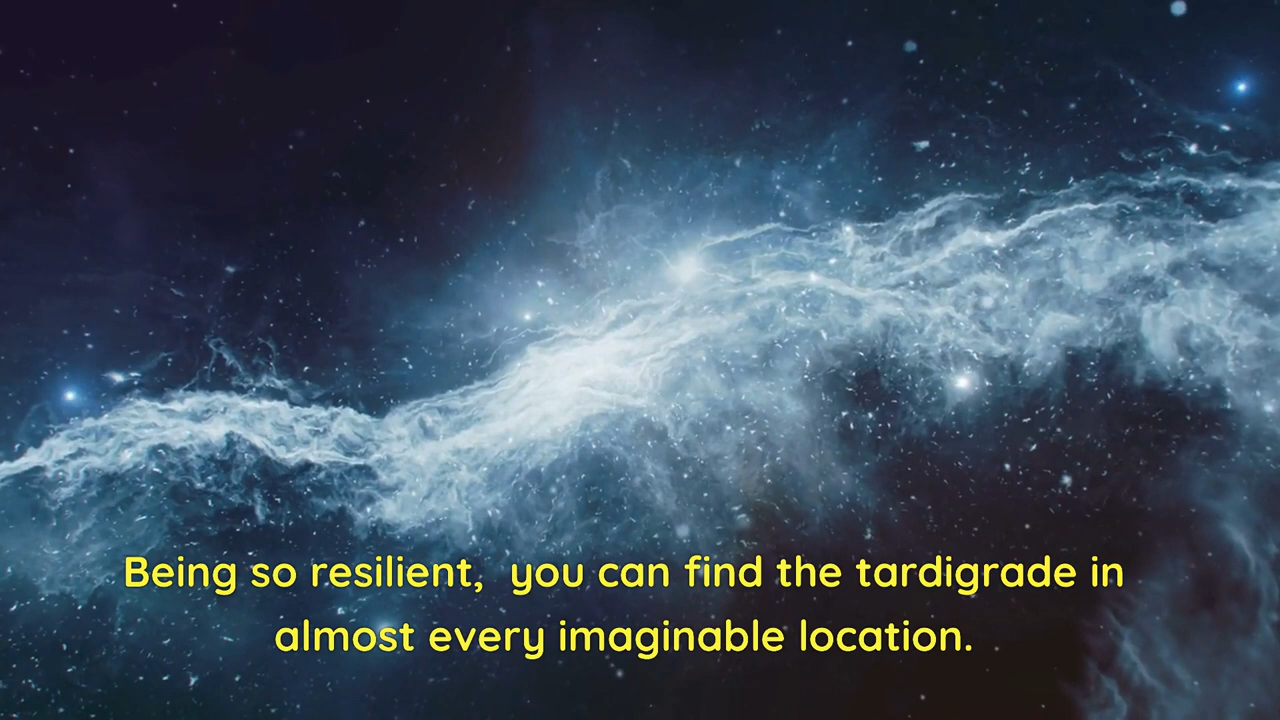 Being so resilient,  you can find the tardigrade in
almost every imaginable location.